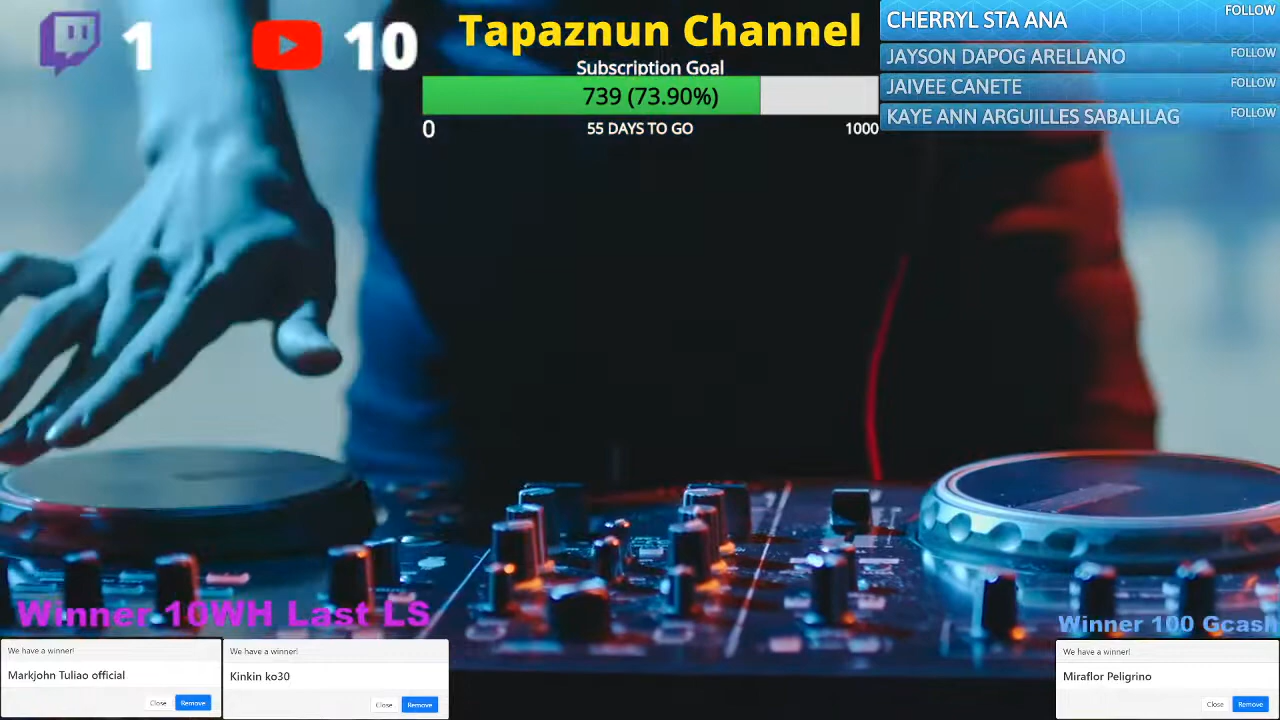 1
10
Tapaznun Channel
Subscription Goal
739 (73.90%)
0
55 DAYS TO GO
1000
CHERRYL STA ANA
FOLLOW
JAYSON DAPOG ARELLANO
FOLLOW
JAIVEE CANETE
FOLLOW
KAYE ANN ARGUILLES SABALILAG
FOLLOW
Winner 10WH Last LS
We have a winner!
Markjohn Tuliao official
Close
Remove
We have a winner!
Kinkin ko30
Close
Remove
Winner 100 Gcash
We have a winner!
Miraflor Peligrino
Close
Remove